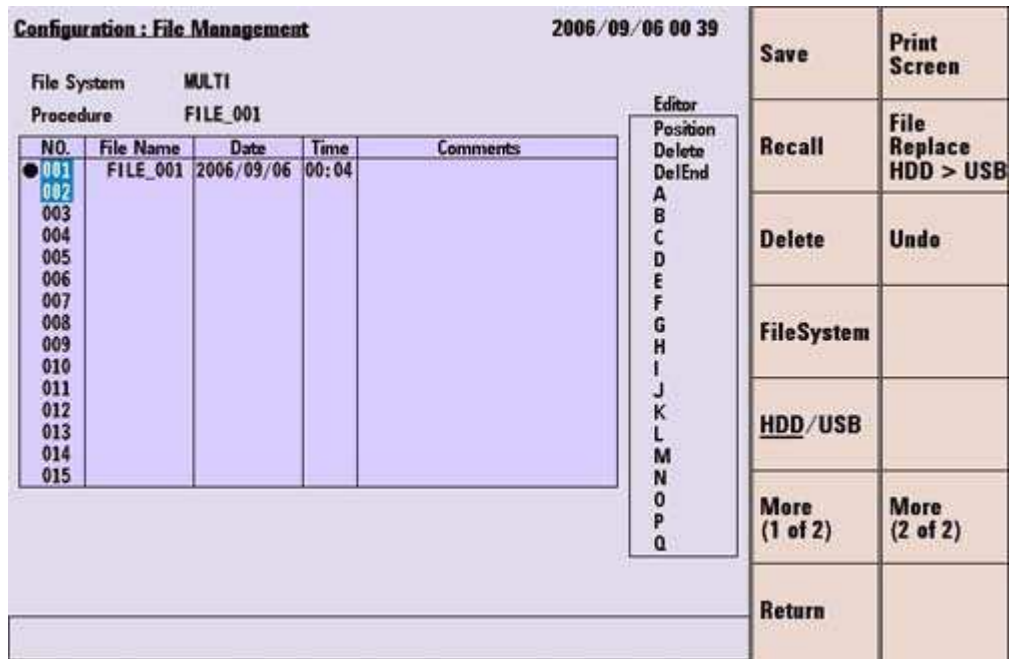 Configuration : File Management 2006/09/06 00 39
File System MULTI
Procedure FILE_001
NO. File Name Date Time Comments
001 FILE_001 2006/09/06 00:04
002
003
004
005
006
007
008
009
010
011
012
013
014
015
Editor
Position
Delete
DelEnd
A
B
C
D
E
F
G
H
I
J
K
L
M
N
O
P
Q
Save
Recall
Delete
FileSystem
HDD/USB
More
(1 of 2)
Return
Print
Screen
File
Replace
HDD > USB
Undo
More
(2 of 2)